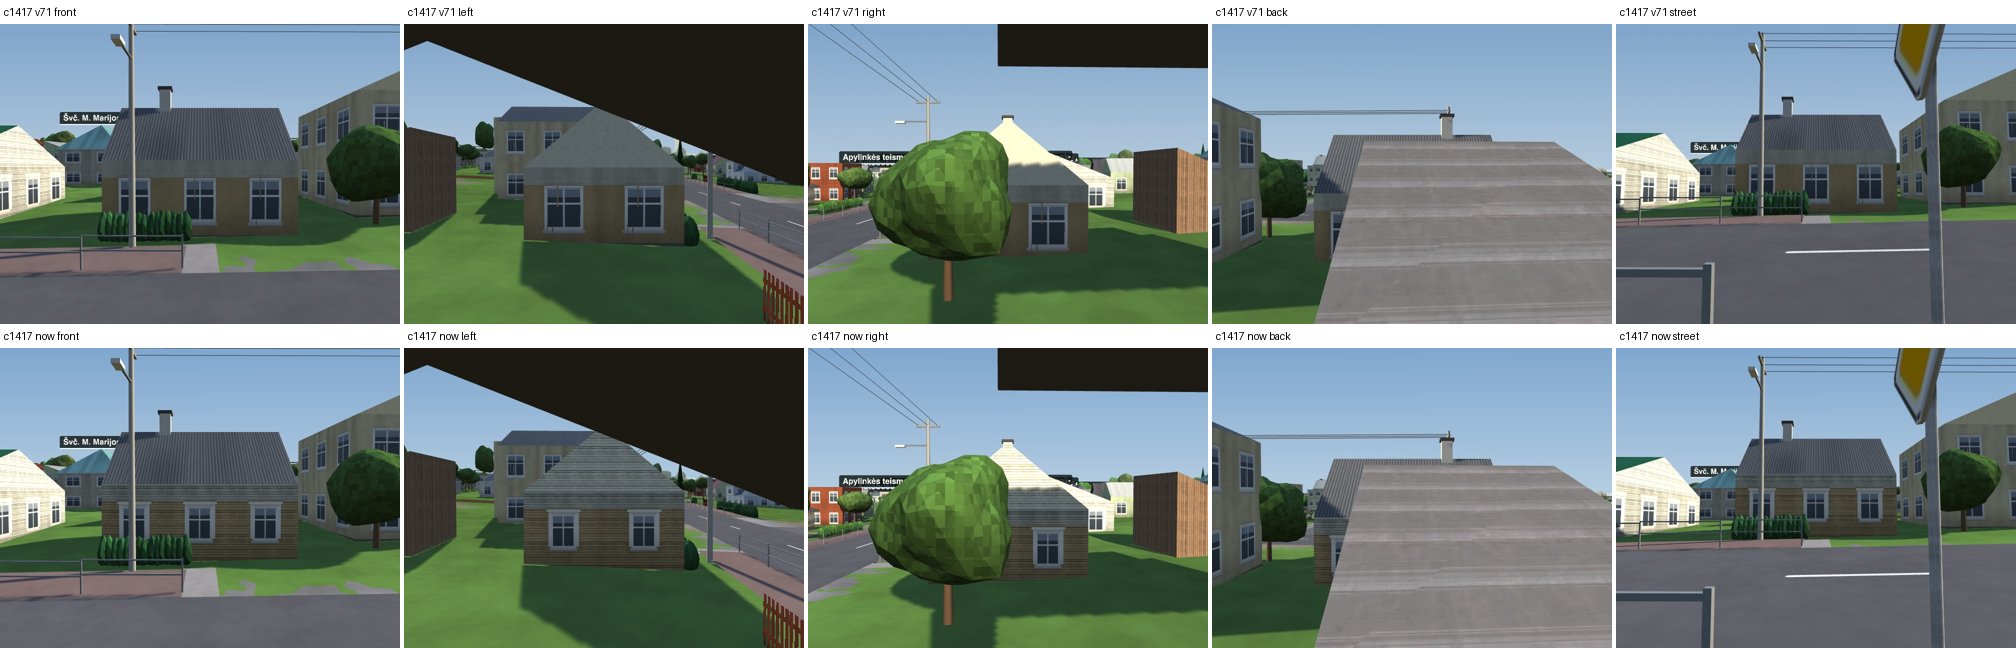 c1417 v71 front
c1417 v71 left
c1417 v71 right
c1417 v71 back
c1417 v71 street
Švč. M. Marijos
Apylinkės teism
Švč. M.
c1417 now front
c1417 now left
c1417 now right
c1417 now back
c1417 now street
Švč. M. Marijos
Apylinkės teism
Švč. M.